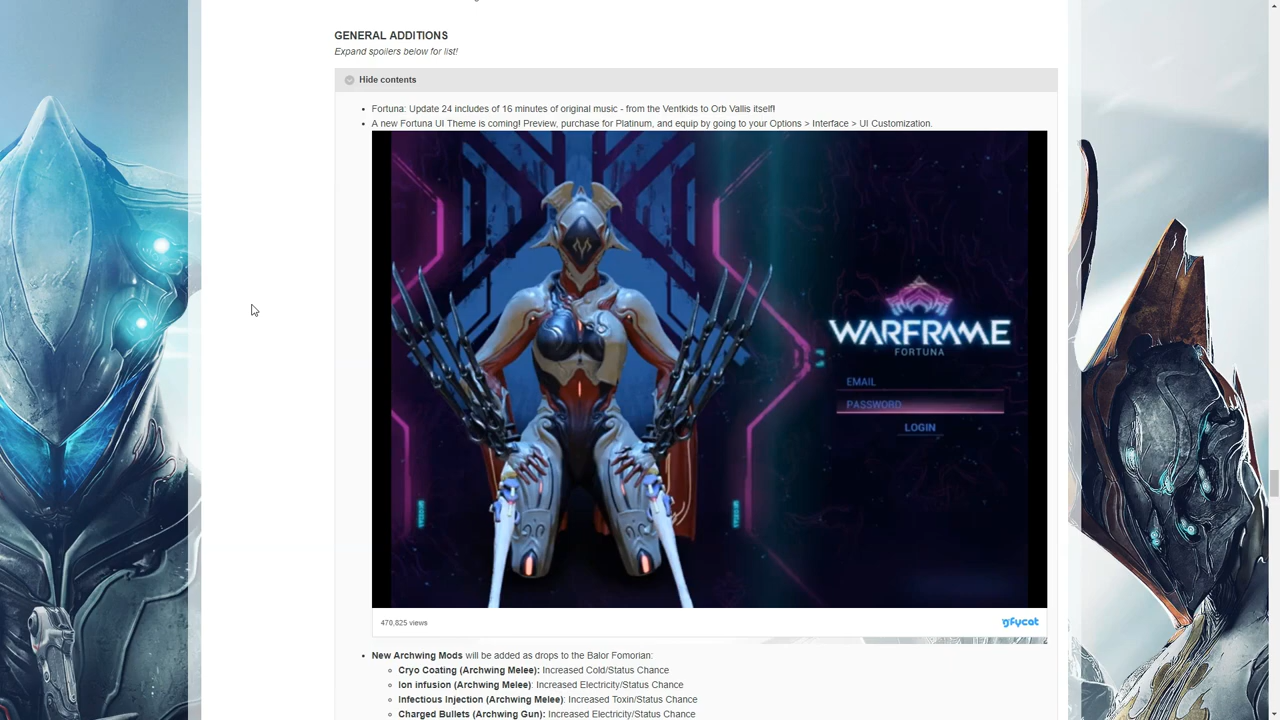 GENERAL ADDITIONS
Expand spoilers below for list!
Hide contents
Fortuna: Update 24 includes of 16 minutes of original music - from the Ventkids to Orb Vallis itself!
A new Fortuna UI Theme is coming! Preview, purchase for Platinum, and equip by going to your Options > Interface > UI Customization.
WARFRAME
FORTUNA
EMAIL
PASSWORD
LOGIN
470,825 views
gfycat
New Archwing Mods will be added as drops to the Balor Fomorian:
Cryo Coating (Archwing Melee): Increased Cold/Status Chance
Ion infusion (Archwing Melee): Increased Electricity/Status Chance
Infectious Injection (Archwing Melee): Increased Toxin/Status Chance
Charged Bullets (Archwing Gun): Increased Electricity/Status Chance